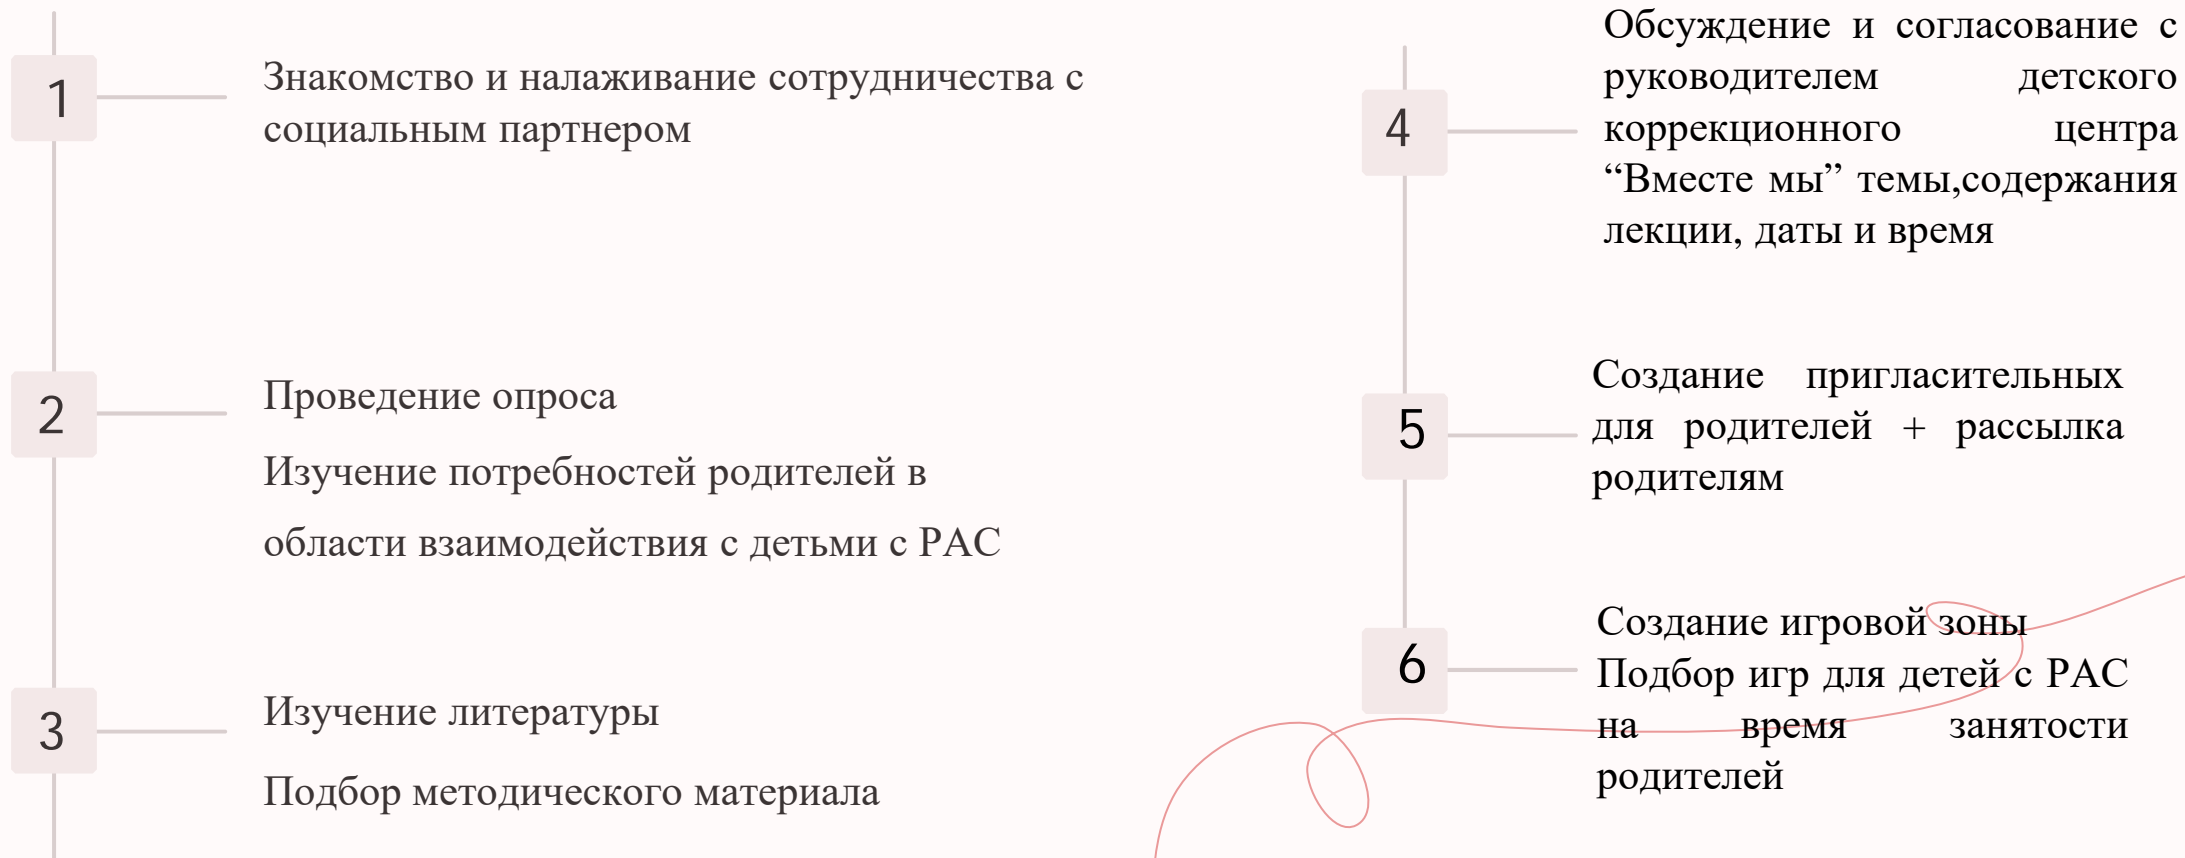 1
Знакомство и налаживание сотрудничества с
социальным партнером
2
Проведение опроса
Изучение потребностей родителей в
области взаимодействия с детьми с РАС
3
Изучение литературы
Подбор методического материала
4
Обсуждение и согласование с
руководителем детского
коррекционного центра
“Вместе мы” темы,содержания
лекции, даты и время
5
Создание пригласительных
для родителей + рассылка
родителям
6
Создание игровой зоны
Подбор игр для детей с РАС
на время занятости
родителей